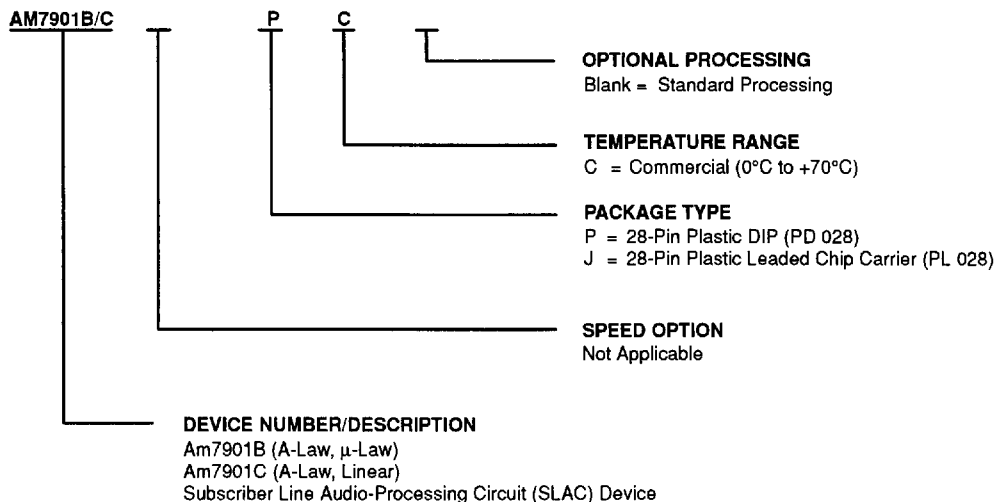 AM7901B/C P C
OPTIONAL PROCESSING
Blank = Standard Processing
TEMPERATURE RANGE
C = Commercial (0°C to +70°C)
PACKAGE TYPE
P = 28-Pin Plastic DIP (PD 028)
J = 28-Pin Plastic Leaded Chip Carrier (PL 028)
SPEED OPTION
Not Applicable
DEVICE NUMBER/DESCRIPTION
Am7901B (A-Law, μ-Law)
Am7901C (A-Law, Linear)
Subscriber Line Audio-Processing Circuit (SLAC) Device